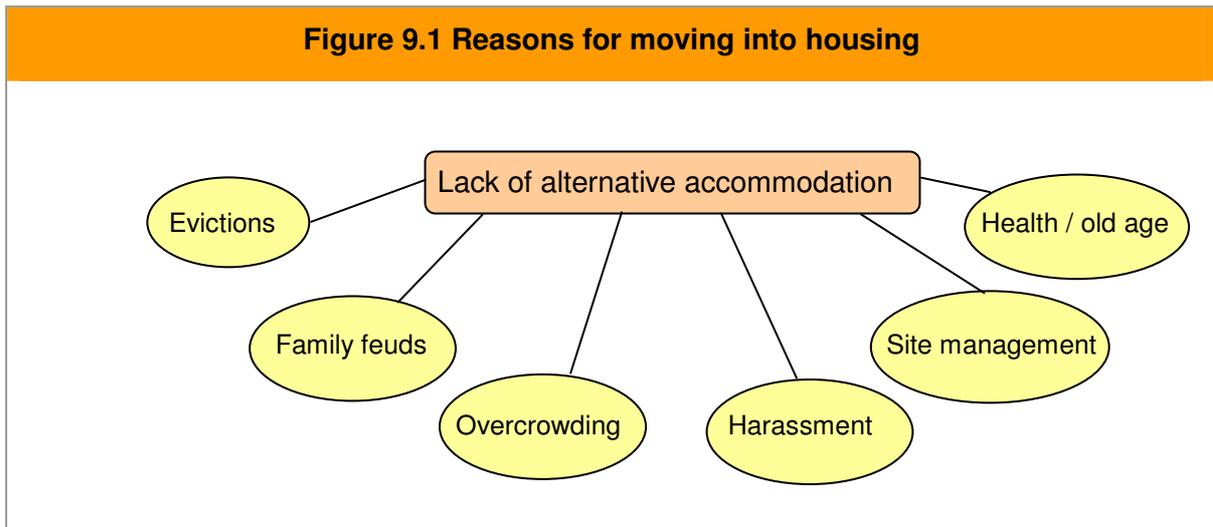 Figure 9.1 Reasons for moving into housing
Lack of alternative accommodation
Evictions
Health / old age
Family feuds
Site management
Overcrowding
Harassment